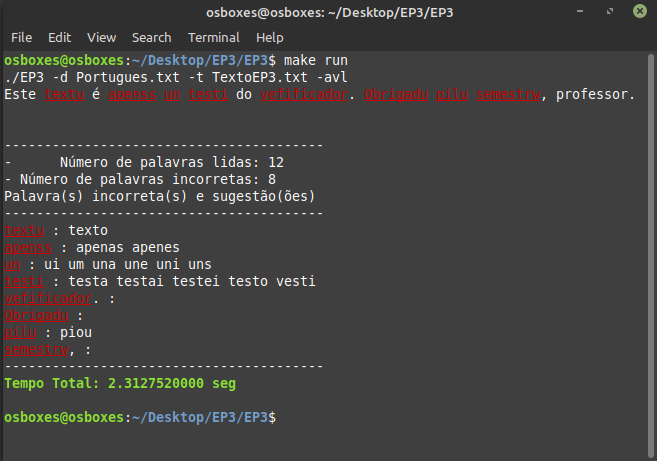 osboxes@osboxes: ~/Desktop/EP3/EP3
File Edit View Search Terminal Help
osboxes@osboxes:~/Desktop/EP3/EP3$ make run
./EP3 -d Portugues.txt -t TextoEP3.txt -avl
Este textu é apenss un testi do vefificador. Obrigadu pilu semestrw, professor.
---------------------------------------
-      Número de palavras lidas: 12
- Número de palavras incorretas: 8
Palavra(s) incorreta(s) e sugestão(ões)
---------------------------------------
textu : texto
apenss : apenas apenes
un : ui um una une uni uns
testi : testa testai testei testo vesti
vefificador. :
Obrigadu :
pilu : piou
semestrw, :
---------------------------------------
Tempo Total: 2.3127520000 seg
osboxes@osboxes:~/Desktop/EP3/EP3$